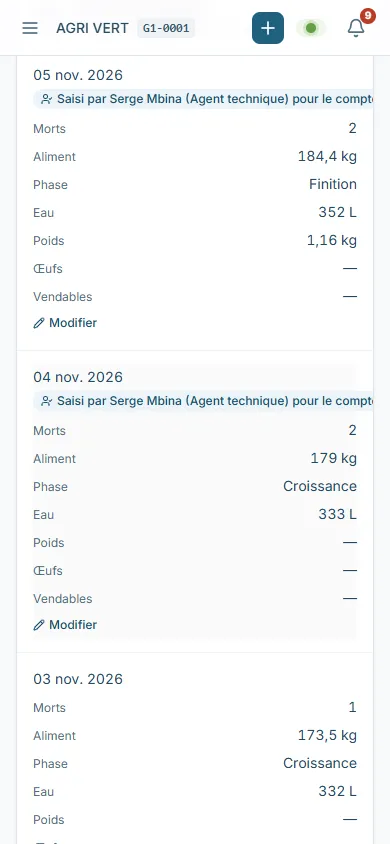 AGRI VERT G1-0001 9
05 nov. 2026
Saisi par Serge Mbina (Agent technique) pour le compt
Morts 2
Aliment 184,4 kg
Phase Finition
Eau 352 L
Poids 1,16 kg
Œufs —
Vendables —
Modifier
04 nov. 2026
Saisi par Serge Mbina (Agent technique) pour le compt
Morts 2
Aliment 179 kg
Phase Croissance
Eau 333 L
Poids —
Œufs —
Vendables —
Modifier
03 nov. 2026
Morts 1
Aliment 173,5 kg
Phase Croissance
Eau 332 L
Poids —